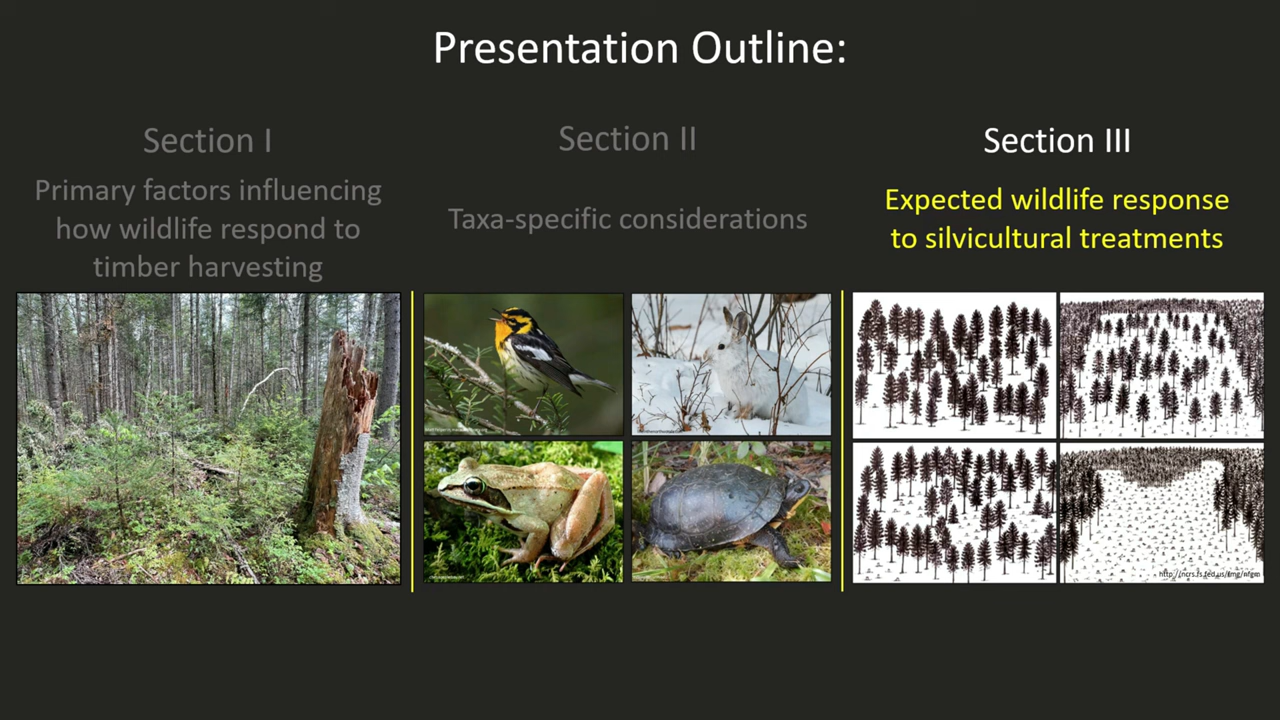 Presentation Outline:
Section I
Primary factors influencing
how wildlife respond to
timber harvesting
Section II
Taxa-specific considerations
Section III
Expected wildlife response
to silvicultural treatments